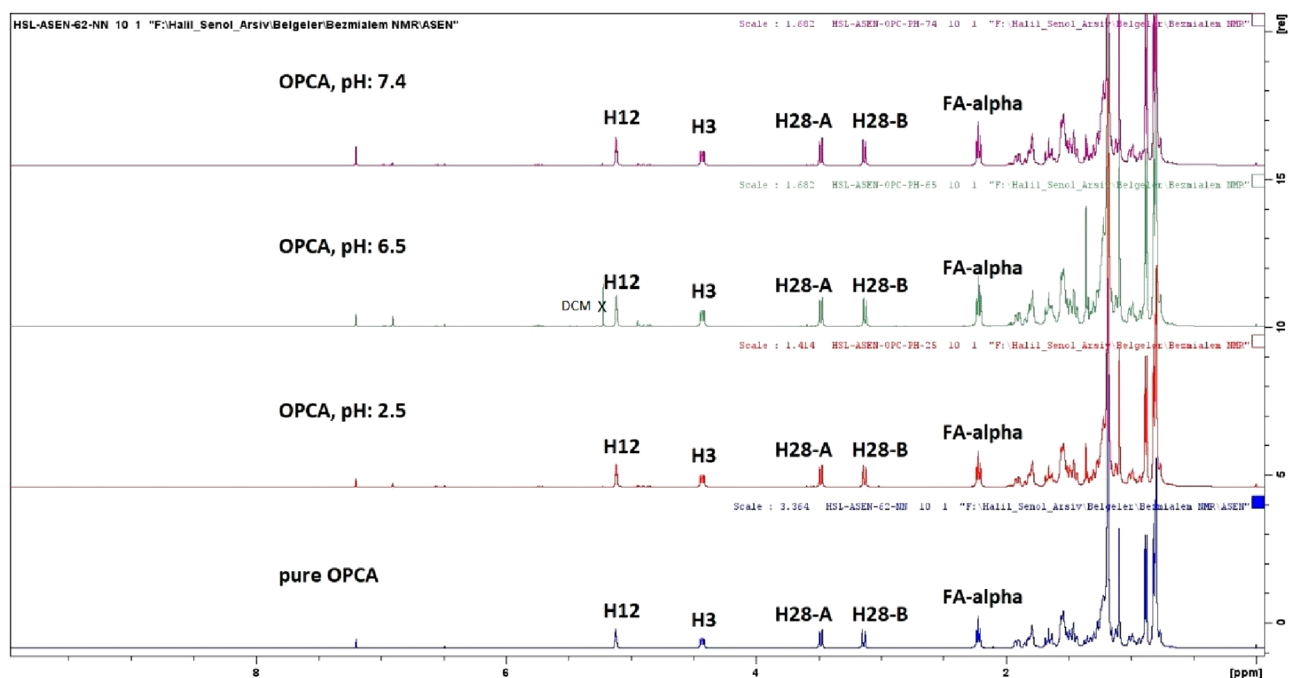 HSL-ASEN-62-NN 10 1 "F:\Halil_Senol_Arsiv\Belgeler\Bezmialem NMR\ASEN"
Scale : 1.682 HSL-ASEN-OPC-PH-74 10 1 "F:\Halil_Senol_Arsiv\Belgeler\Bezmialem NMR"
[rel]
OPCA, pH: 7.4
H12
H3
H28-A
H28-B
FA-alpha
15
Scale : 1.682 HSL-ASEN-OPC-PH-65 10 1 "F:\Halil_Senol_Arsiv\Belgeler\Bezmialem NMR"
OPCA, pH: 6.5
DCM X
H12
H3
H28-A
H28-B
FA-alpha
10
Scale : 1.414 HSL-ASEN-OPC-PH-25 10 1 "F:\Halil_Senol_Arsiv\Belgeler\Bezmialem NMR"
OPCA, pH: 2.5
H12
H3
H28-A
H28-B
FA-alpha
5
Scale : 3.364 HSL-ASEN-62-NN 10 1 "F:\Halil_Senol_Arsiv\Belgeler\Bezmialem NMR\ASEN"
pure OPCA
H12
H3
H28-A
H28-B
FA-alpha
0
8 6 4 2 [ppm]